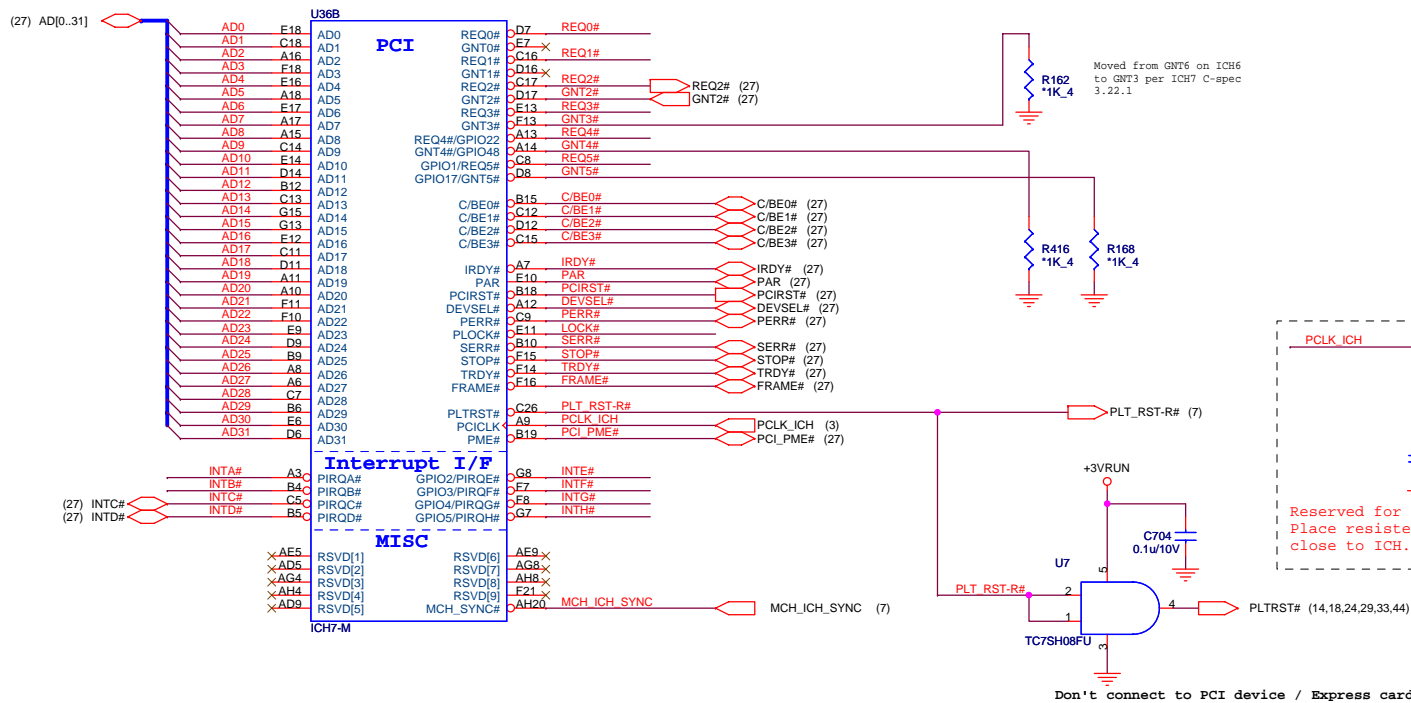 U36B
(27) AD[0..31]
PCI
AD0 E18 AD0 REQ0# D7 REQ0#
AD1 C18 AD1 GNT0# E7
AD2 A16 AD2 REQ1# C16 REQ1#
AD3 F18 AD3 GNT1# D16
AD4 E16 AD4 REQ2# C17 REQ2# REQ2# (27)
AD5 A18 AD5 GNT2# D17 GNT2# GNT2# (27)
AD6 E17 AD6 REQ3# E13 REQ3#
AD7 A17 AD7 GNT3# F13 GNT3#
AD8 A15 AD8 REQ4#/GPIO22 A13 REQ4#
AD9 C14 AD9 GNT4#/GPIO48 A14 GNT4#
AD10 E14 AD10 GPIO1/REQ5# C8 REQ5#
AD11 D14 AD11 GPIO17/GNT5# D8 GNT5#
AD12 B12 AD12
AD13 C13 AD13 C/BE0# B15 C/BE0# C/BE0# (27)
AD14 G15 AD14 C/BE1# C12 C/BE1# C/BE1# (27)
AD15 G13 AD15 C/BE2# D12 C/BE2# C/BE2# (27)
AD16 E12 AD16 C/BE3# C15 C/BE3# C/BE3# (27)
AD17 C11 AD17
AD18 D11 AD18 IRDY# A7 IRDY# IRDY# (27)
AD19 A11 AD19 PAR E10 PAR PAR (27)
AD20 A10 AD20 PCIRST# B18 PCIRST# PCIRST# (27)
AD21 F11 AD21 DEVSEL# A12 DEVSEL# DEVSEL# (27)
AD22 F10 AD22 PERR# C9 PERR# PERR# (27)
AD23 E9 AD23 PLOCK# E11 LOCK#
AD24 D9 AD24 SERR# B10 SERR# SERR# (27)
AD25 B9 AD25 STOP# F15 STOP# STOP# (27)
AD26 A8 AD26 TRDY# F14 TRDY# TRDY# (27)
AD27 A6 AD27 FRAME# F16 FRAME# FRAME# (27)
AD28 C7 AD28
AD29 B6 AD29 PLTRST# C26 PLT_RST-R# PLT_RST-R# (7)
AD30 E6 AD30 PCICLK A9 PCLK_ICH PCLK_ICH (3)
AD31 D6 AD31 PME# B19 PCI_PME# PCI_PME# (27)
Interrupt I/F
INTA# A3 PIRQA# GPIO2/PIRQE# G8 INTE#
INTB# B4 PIRQB# GPIO3/PIRQF# F7 INTF#
(27) INTC# INTC# C5 PIRQC# GPIO4/PIRQG# F8 INTG#
(27) INTD# INTD# B5 PIRQD# GPIO5/PIRQH# G7 INTH#
MISC
AE5 RSVD[1] RSVD[6] AE9
AD5 RSVD[2] RSVD[7] AG8
AG4 RSVD[3] RSVD[8] AH8
AH4 RSVD[4] RSVD[9] F21
AD9 RSVD[5] MCH_SYNC# AH20 MCH_ICH_SYNC MCH_ICH_SYNC (7)
ICH7-M
R162
*1K_4
Moved from GNT6 on ICH6
to GNT3 per ICH7 C-spec
3.22.1
R416
*1K_4
R168
*1K_4
PCLK_ICH
Reserved for
Place resiste
close to ICH.
+3VRUN
C704
0.1u/10V
U7
5
PLT_RST-R# 2
1
4 PLTRST# (14,18,24,29,33,44)
3
TC7SH08FU
Don't connect to PCI device / Express card